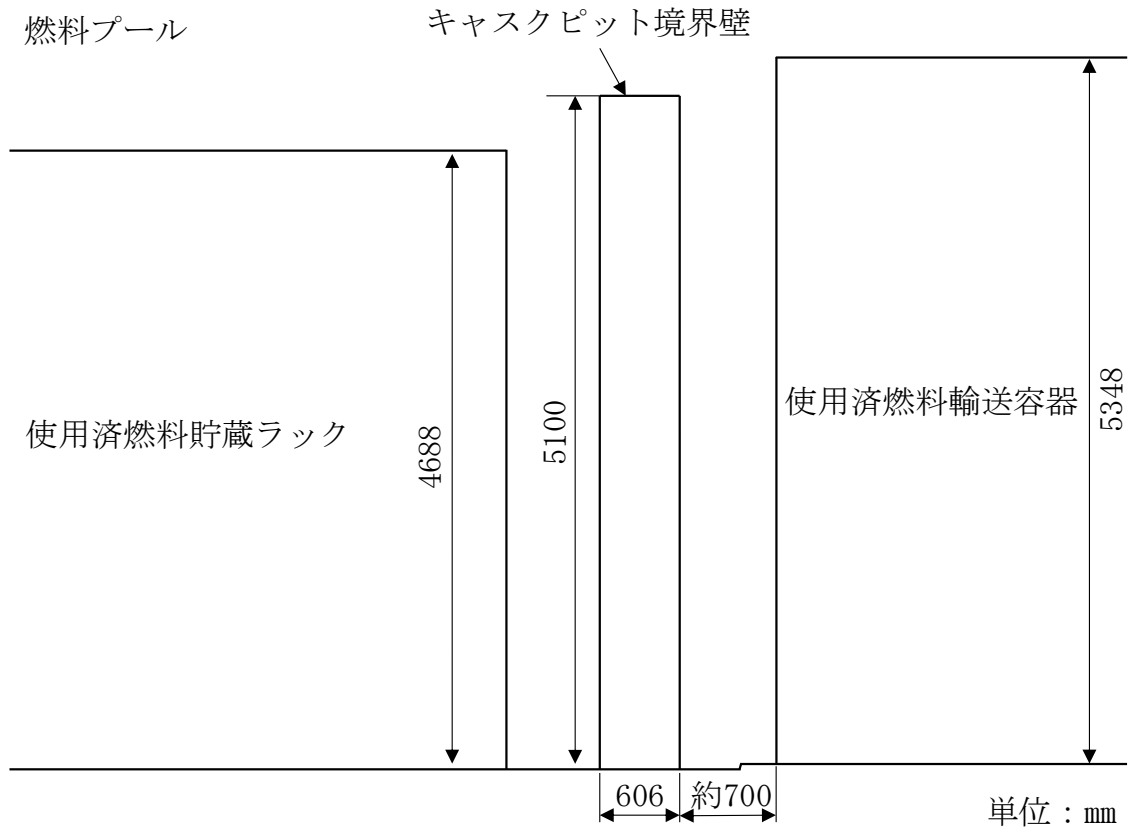 燃料プール
キャスクピット境界壁
使用済燃料貯蔵ラック
4688
5100
使用済燃料輸送容器
5348
606
約700
単位：mm